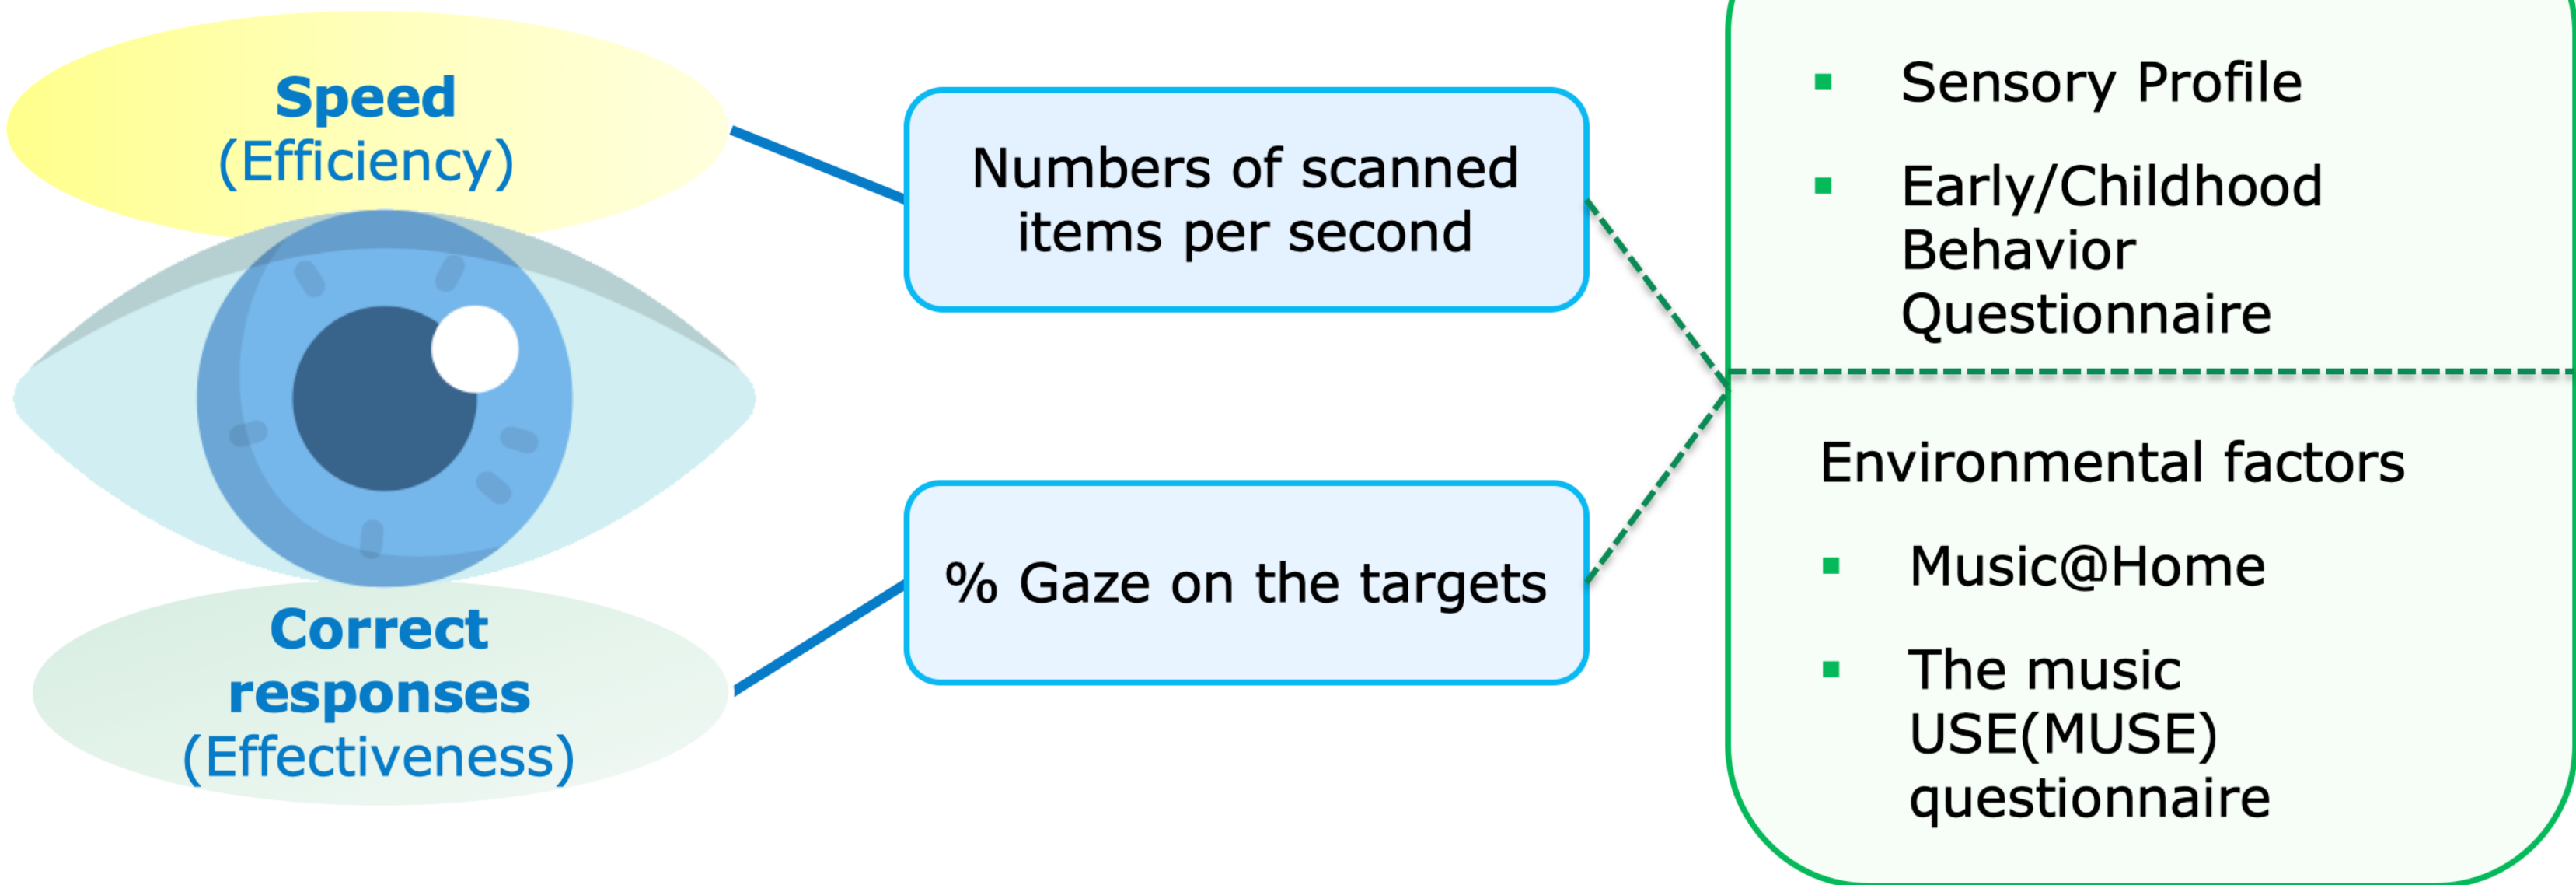 Speed
(Efficiency)
Correct
responses
(Effectiveness)
Numbers of scanned
items per second
% Gaze on the targets
▪ Sensory Profile
▪ Early/Childhood
Behavior
Questionnaire
Environmental factors
▪ Music@Home
▪ The music
USE(MUSE)
questionnaire